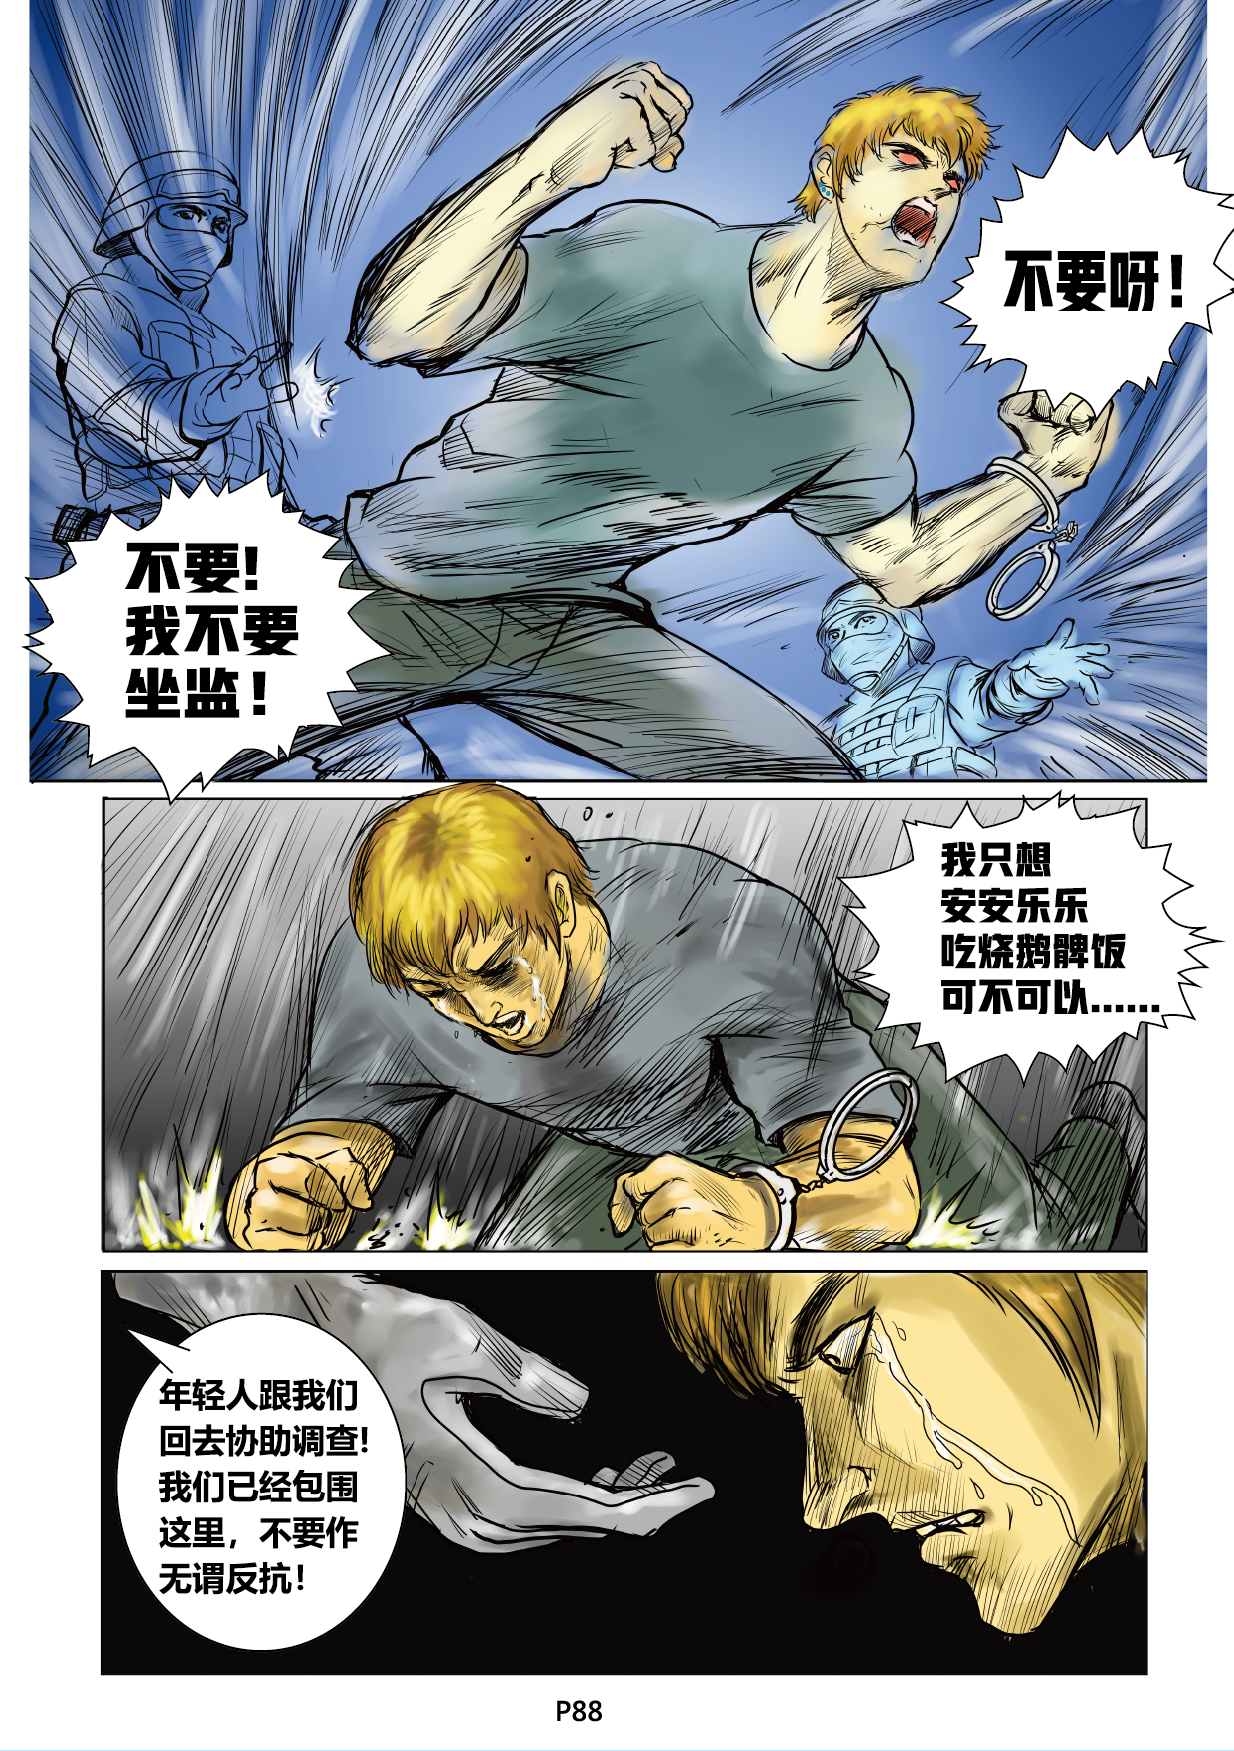 不要呀！
不要！
我不要
坐监！
我只想
安安乐乐
吃烧鹅髀饭
可不可以......
年轻人跟我们
回去协助调查!
我们已经包围
这里，不要作
无谓反抗！
P88